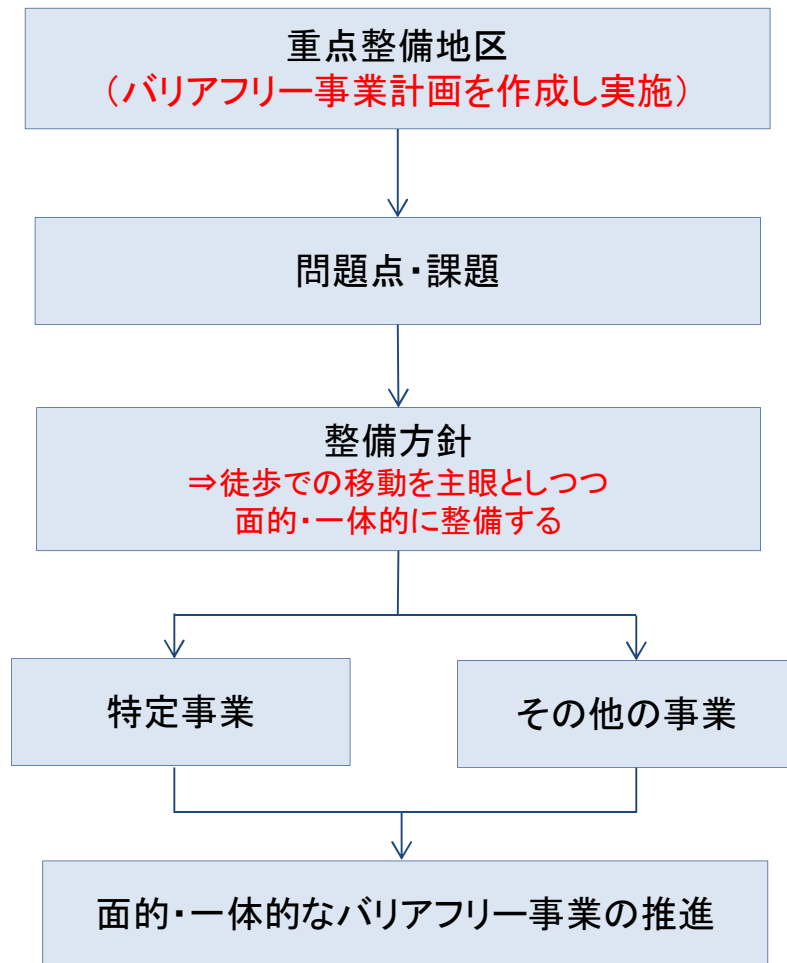 重点整備地区
（バリアフリー事業計画を作成し実施）
問題点・課題
整備方針
⇒徒歩での移動を主眼としつつ
面的・一体的に整備する
特定事業
その他の事業
面的・一体的なバリアフリー事業の推進